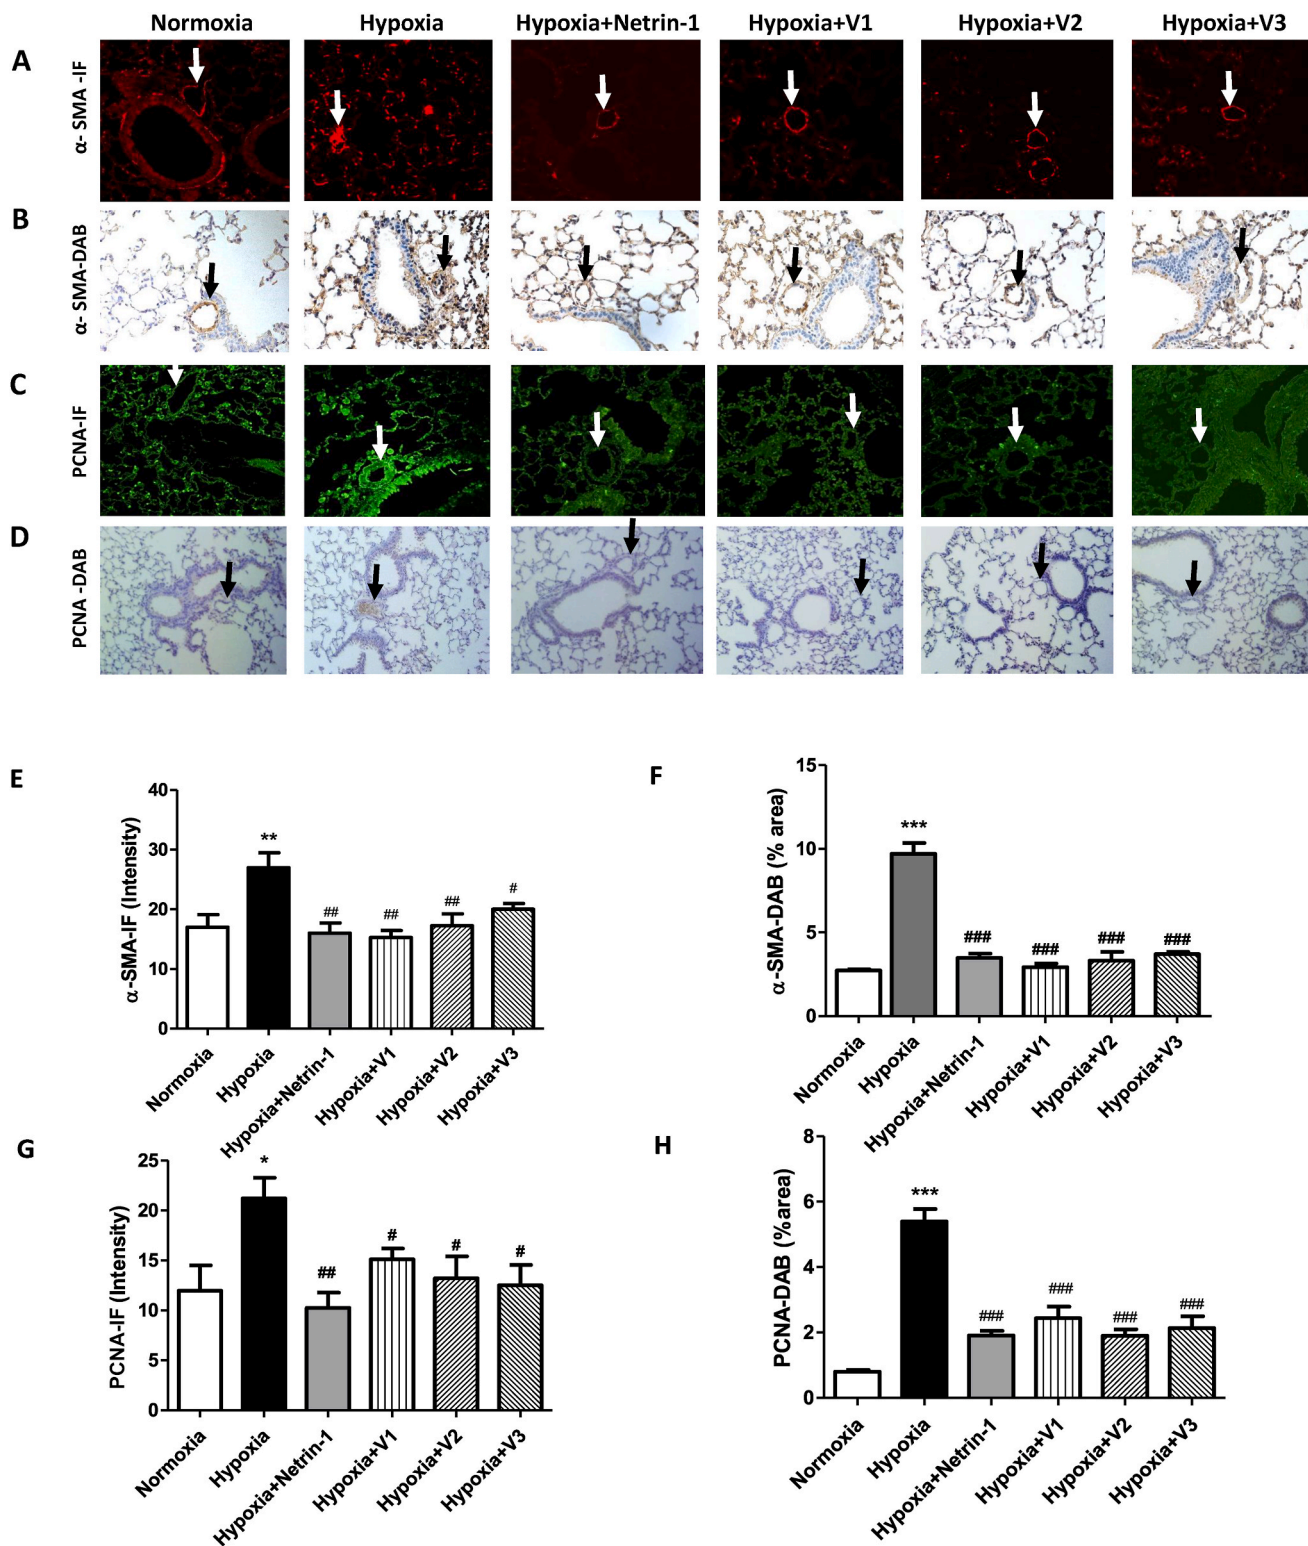 Normoxia Hypoxia Hypoxia+Netrin-1 Hypoxia+V1 Hypoxia+V2 Hypoxia+V3
A
α- SMA -IF
B
α- SMA-DAB
C
PCNA-IF
D
PCNA -DAB
E
α-SMA-IF (Intensity)
40
30
20
10
0
**
##
##
##
#
Normoxia
Hypoxia
Hypoxia+Netrin-1
Hypoxia+V1
Hypoxia+V2
Hypoxia+V3
F
α-SMA-DAB (% area)
15
10
5
0
***
###
###
###
###
Normoxia
Hypoxia
Hypoxia+Netrin-1
Hypoxia+V1
Hypoxia+V2
Hypoxia+V3
G
PCNA-IF (Intensity)
25
20
15
10
5
0
*
##
#
#
#
Normoxia
Hypoxia
Hypoxia+Netrin-1
Hypoxia+V1
Hypoxia+V2
Hypoxia+V3
H
PCNA-DAB (%area)
8
6
4
2
0
***
###
###
###
###
Normoxia
Hypoxia
Hypoxia+Netrin-1
Hypoxia+V1
Hypoxia+V2
Hypoxia+V3